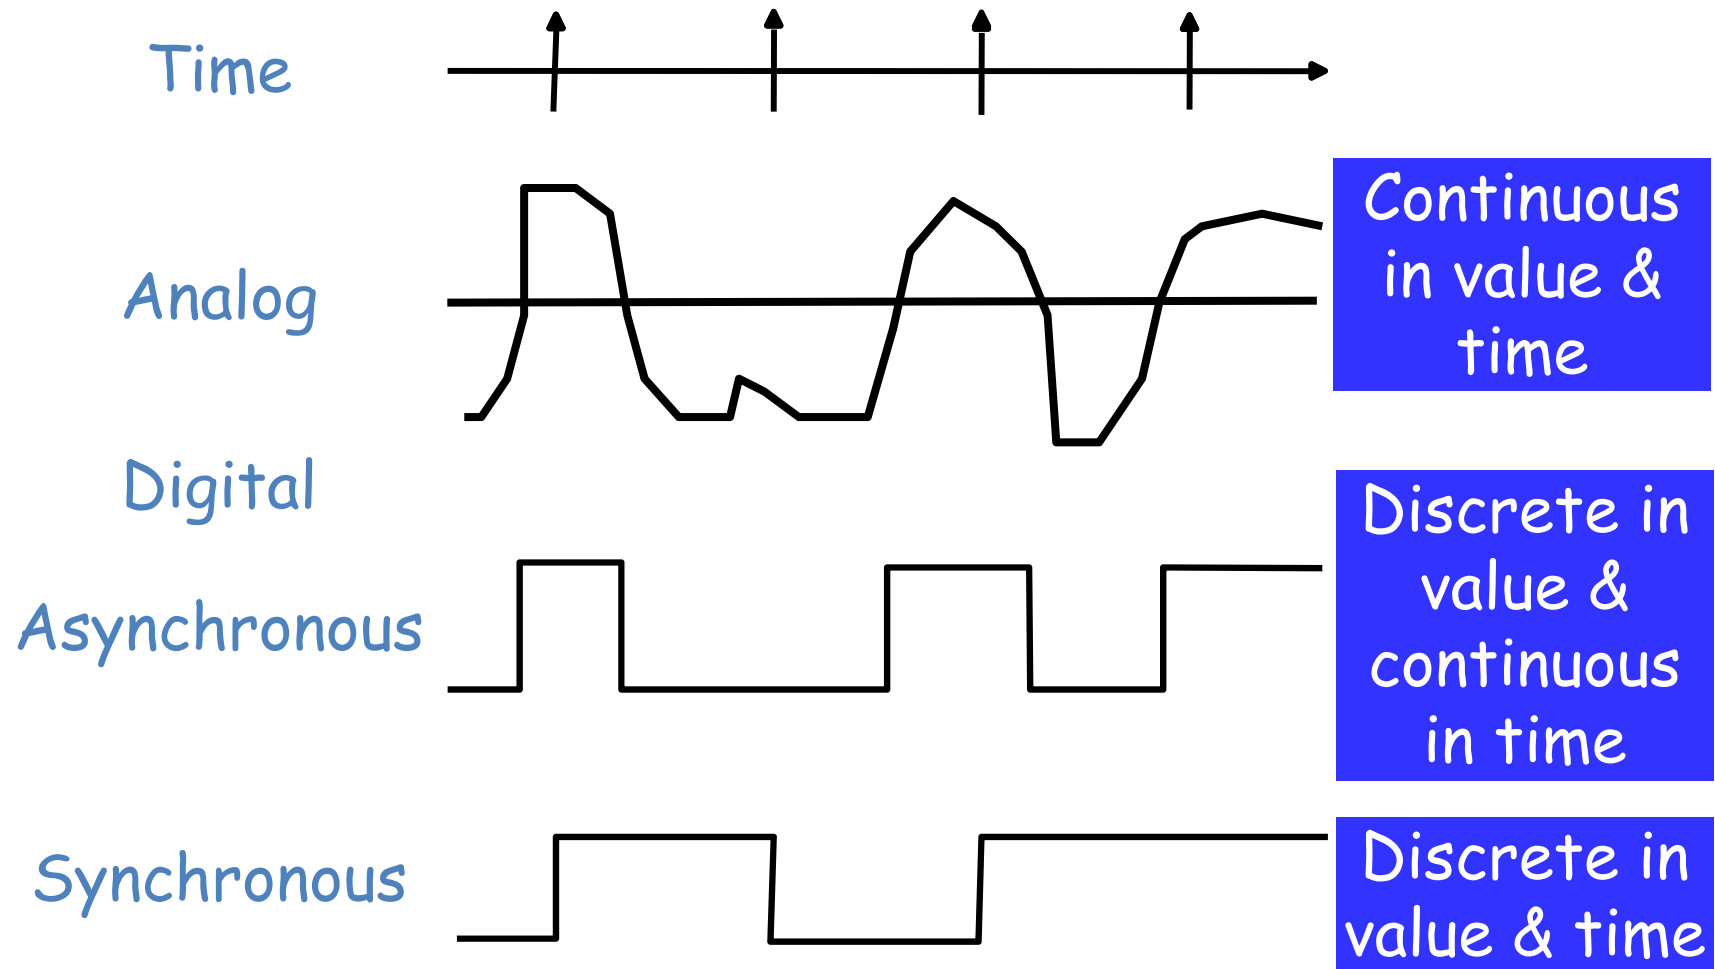 Time
Analog
Continuous
in value &
time
Digital
Asynchronous
Discrete in
value &
continuous
in time
Synchronous
Discrete in
value & time